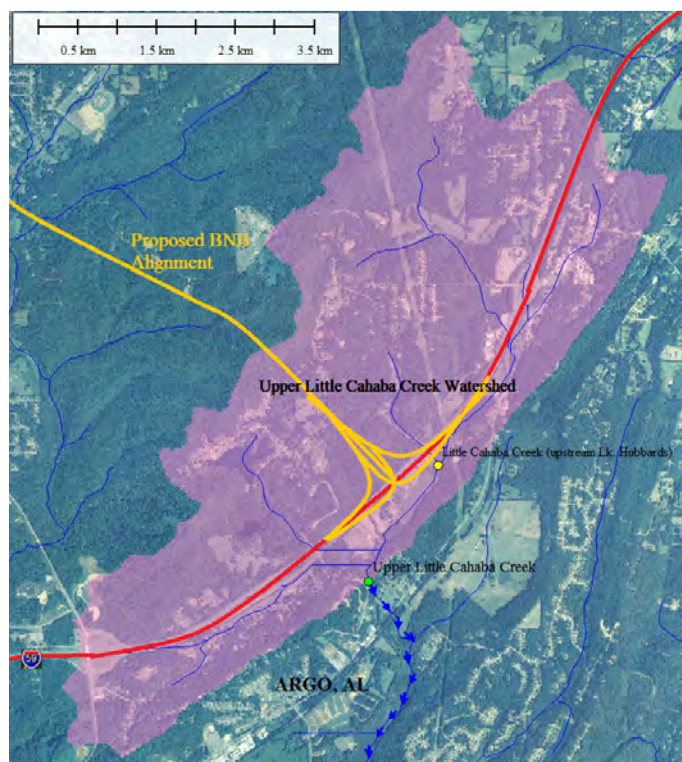 0.5 km 1.5 km 2.5 km 3.5 km
Proposed BNB
Alignment
Upper Little Cahaba Creek Watershed
Little Cahaba Creek (upstream Lk. Hubbards)
Upper Little Cahaba Creek
59
ARGO, AL